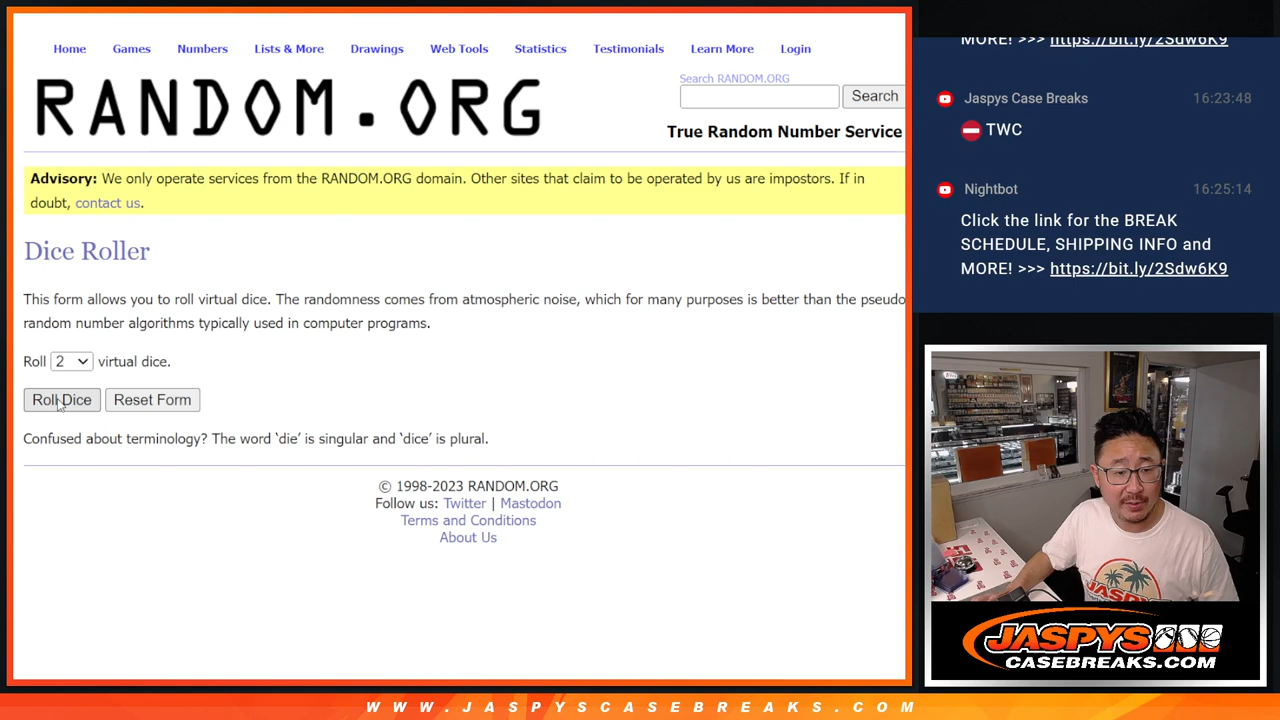 Home Games Numbers Lists & More Drawings Web Tools Statistics Testimonials Learn More Login
RANDOM.ORG
Search RANDOM.ORG
Search
True Random Number Service
Advisory: We only operate services from the RANDOM.ORG domain. Other sites that claim to be operated by us are impostors. If in
doubt, contact us.
Dice Roller
This form allows you to roll virtual dice. The randomness comes from atmospheric noise, which for many purposes is better than the pseudo
random number algorithms typically used in computer programs.
Roll 2 virtual dice.
Roll Dice Reset Form
Confused about terminology? The word ‘die’ is singular and ‘dice’ is plural.
© 1998-2023 RANDOM.ORG
Follow us: Twitter | Mastodon
Terms and Conditions
About Us
MORE! >>> https://bit.ly/2Sdw6K9
Jaspys Case Breaks 16:23:48
TWC
Nightbot 16:25:14
Click the link for the BREAK
SCHEDULE, SHIPPING INFO and
MORE! >>> https://bit.ly/2Sdw6K9
JASPYS
CASEBREAKS.COM
WWW.JASPYSCASEBREAKS.COM